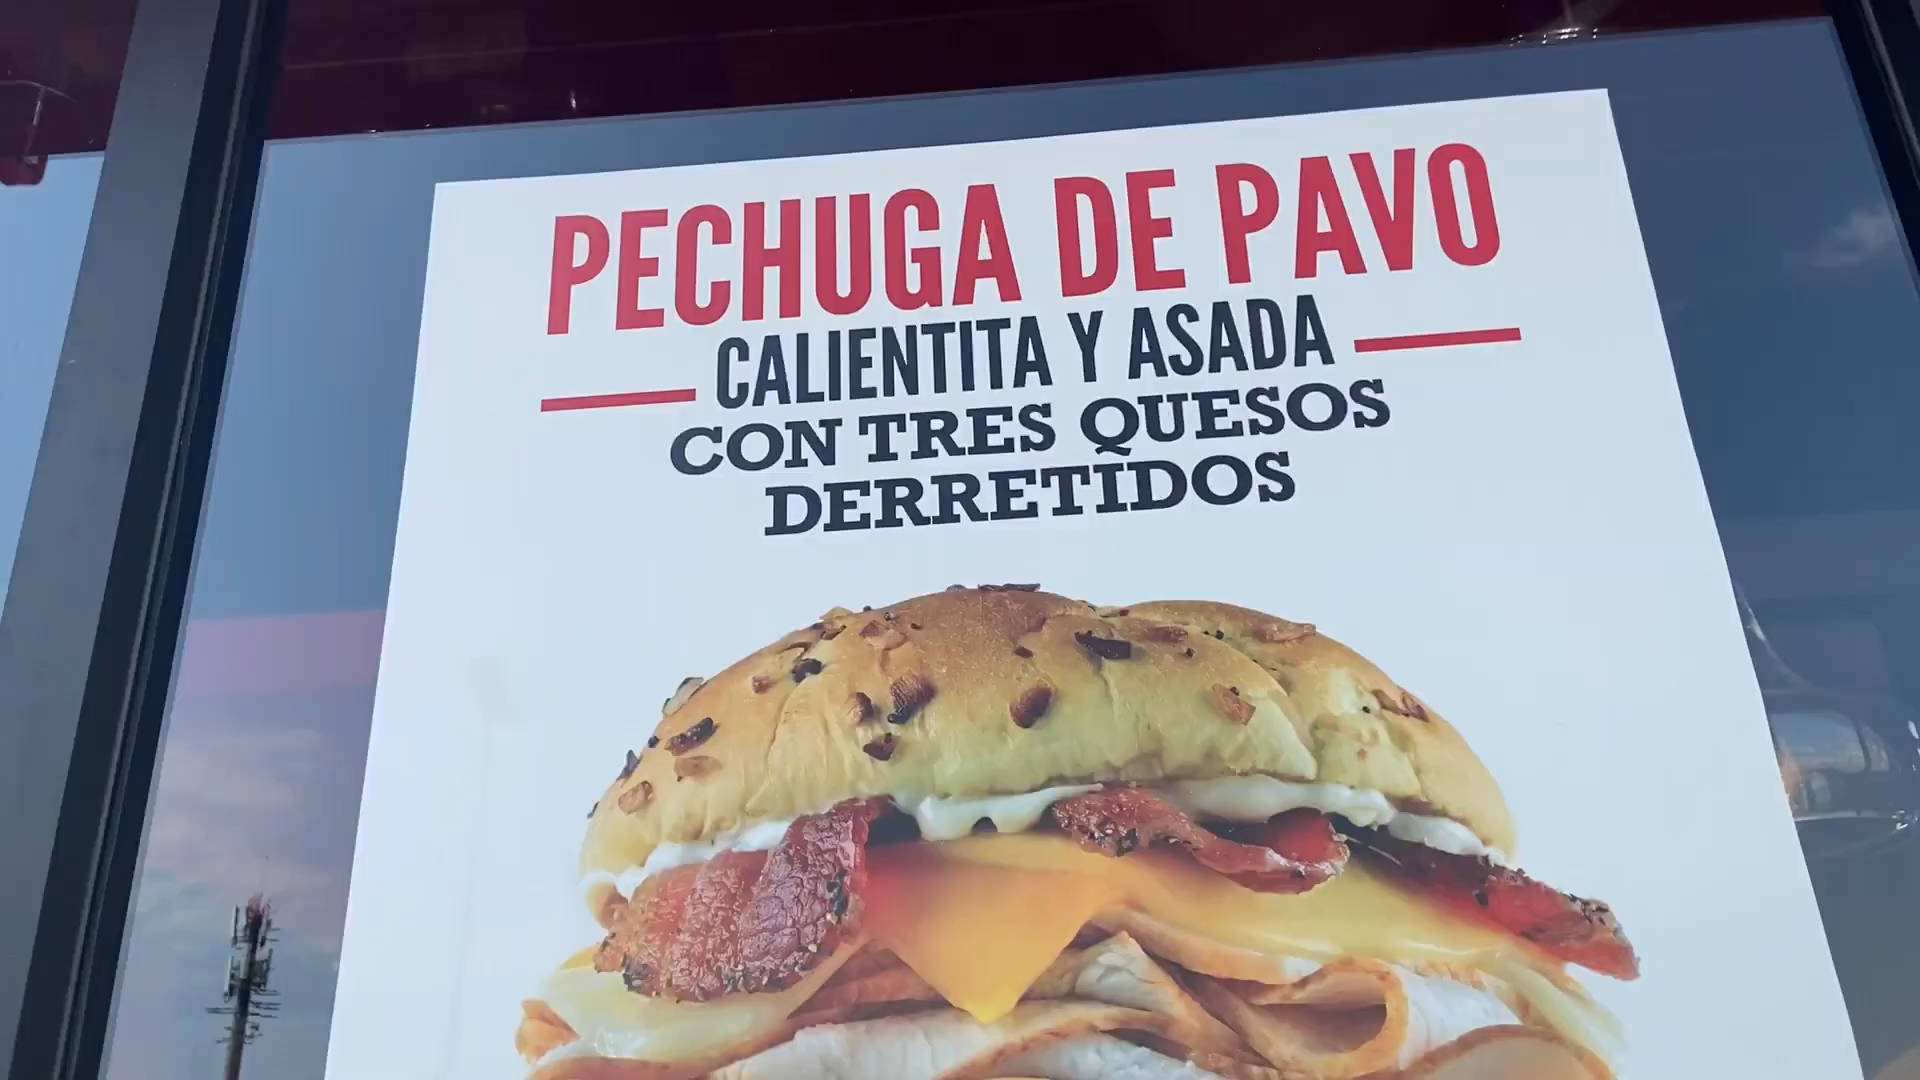 PECHUGA DE PAVO
CALIENTITA Y ASADA
CON TRES QUESOS
DERRETIDOS